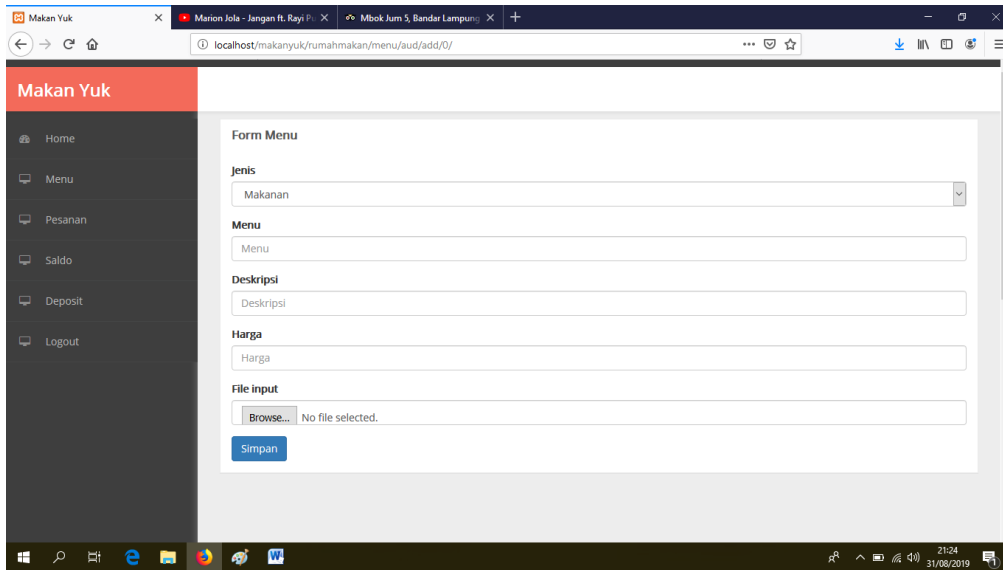 Makan Yuk
Marion Jola - Jangan ft. Rayi Pu
Mbok Jum 5, Bandar Lampung
localhost/makanyuk/rumahmakan/menu/aud/add/0/
Makan Yuk
Home
Menu
Pesanan
Saldo
Deposit
Logout
Form Menu
Jenis
Makanan
Menu
Menu
Deskripsi
Deskripsi
Harga
Harga
File input
Browse... No file selected.
Simpan
21:24
31/08/2019